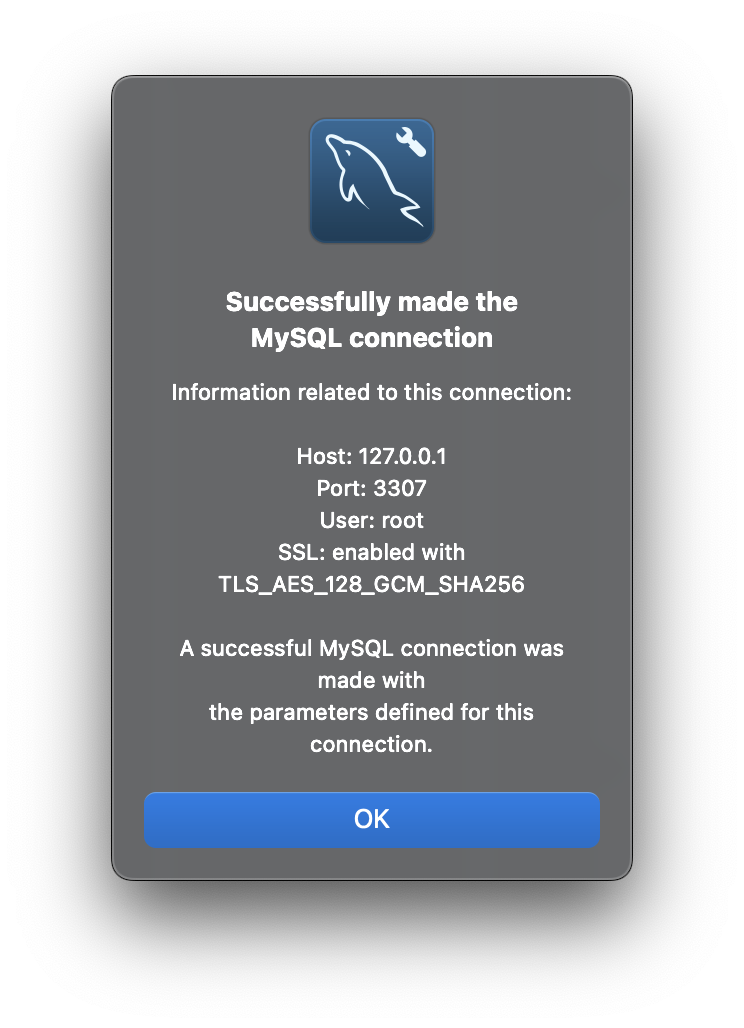 Successfully made the
MySQL connection
Information related to this connection:
Host: 127.0.0.1
Port: 3307
User: root
SSL: enabled with
TLS_AES_128_GCM_SHA256
A successful MySQL connection was
made with
the parameters defined for this
connection.
OK